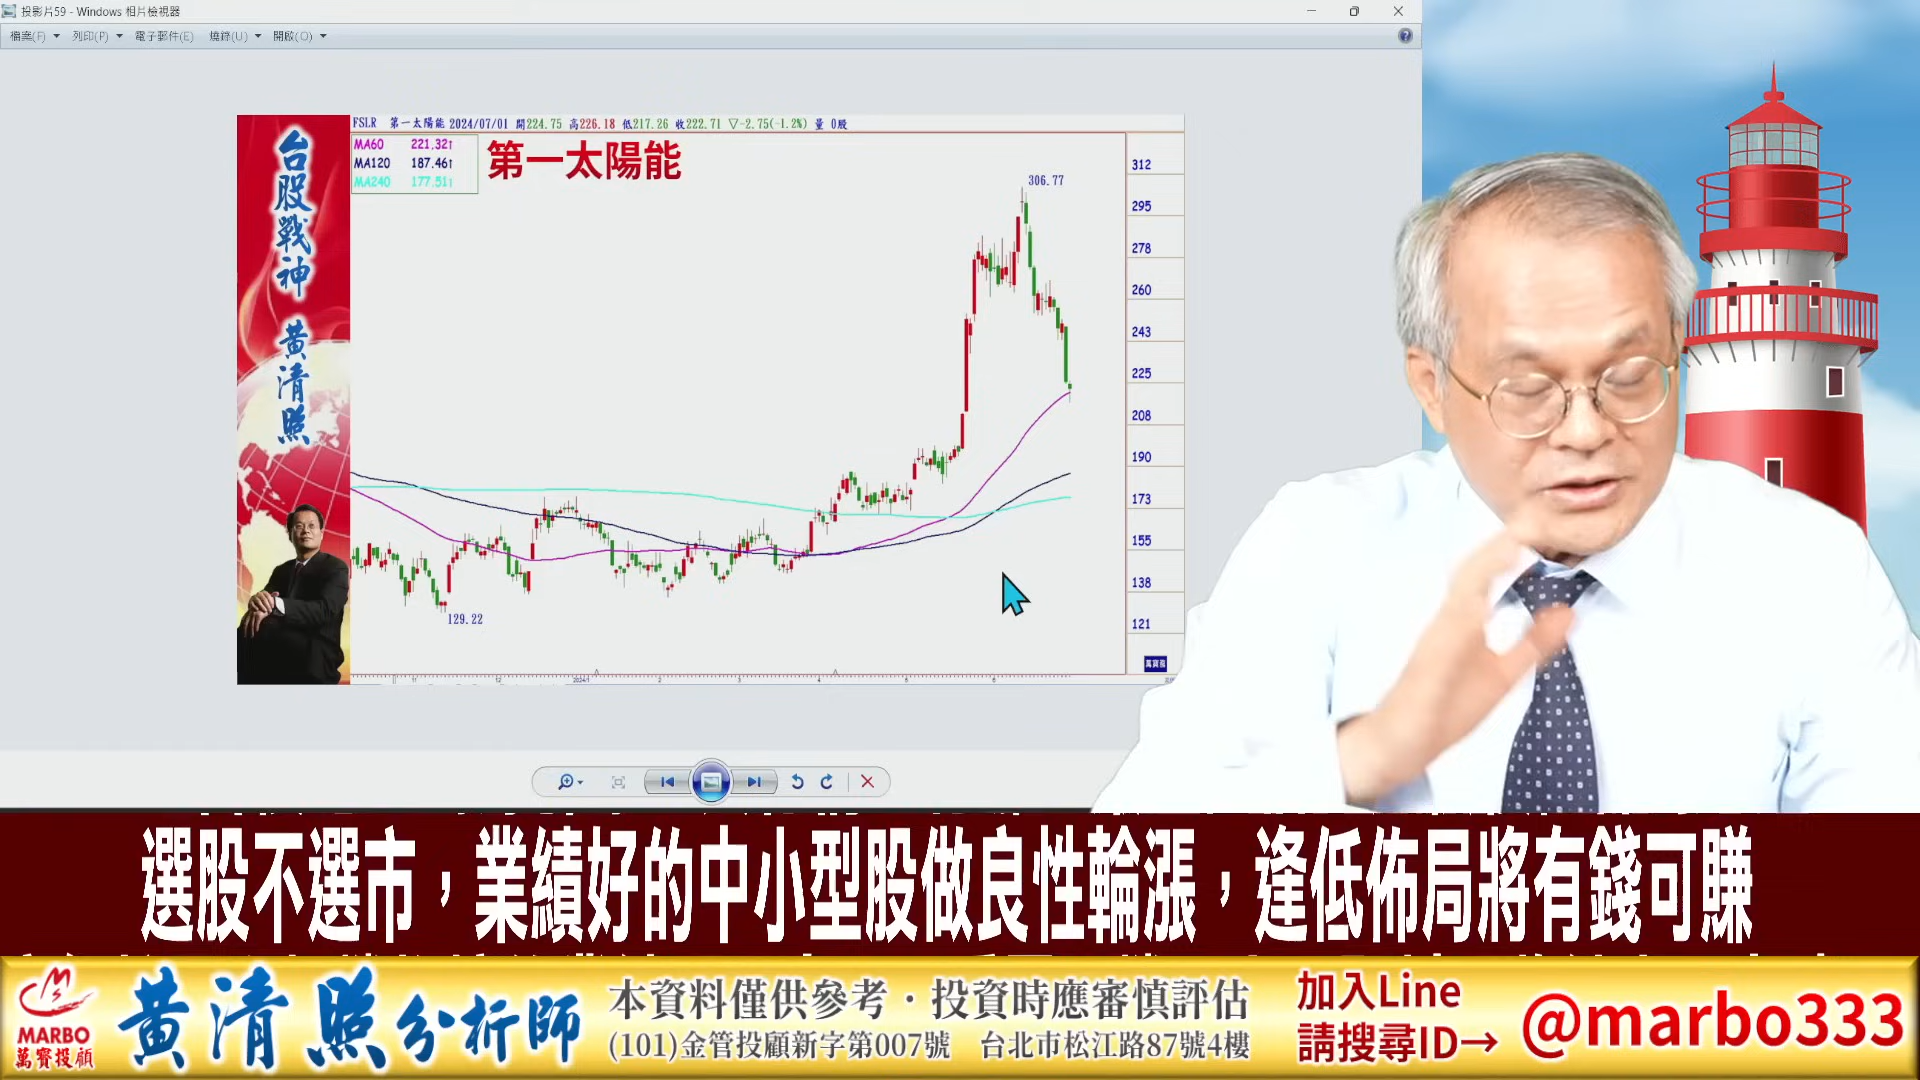 投影片59 - Windows 相片檢視器
檔案(F) 列印(P) 電子郵件(E) 燒錄(U) 開啟(O)
FSLR 第一太陽能 2024/07/01 開224.75 高226.18 低217.26 收222.71 ▽-2.75(-1.2%) 量 0股
MA60 221.32↑
MA120 187.46↑
MA240 177.51↑
第一太陽能
台股戰神 黃清照
306.77
129.22
312
295
278
260
243
225
208
190
173
155
138
121
11 12 2024/1 2 3 4 5 6
選股不選市，業績好的中小型股做良性輪漲，逢低佈局將有錢可賺
MARBO
萬寶投顧
黃清照分析師
本資料僅供參考．投資時應審慎評估
(101)金管投顧新字第007號 台北市松江路87號4樓
加入Line
請搜尋ID→
@marbo333